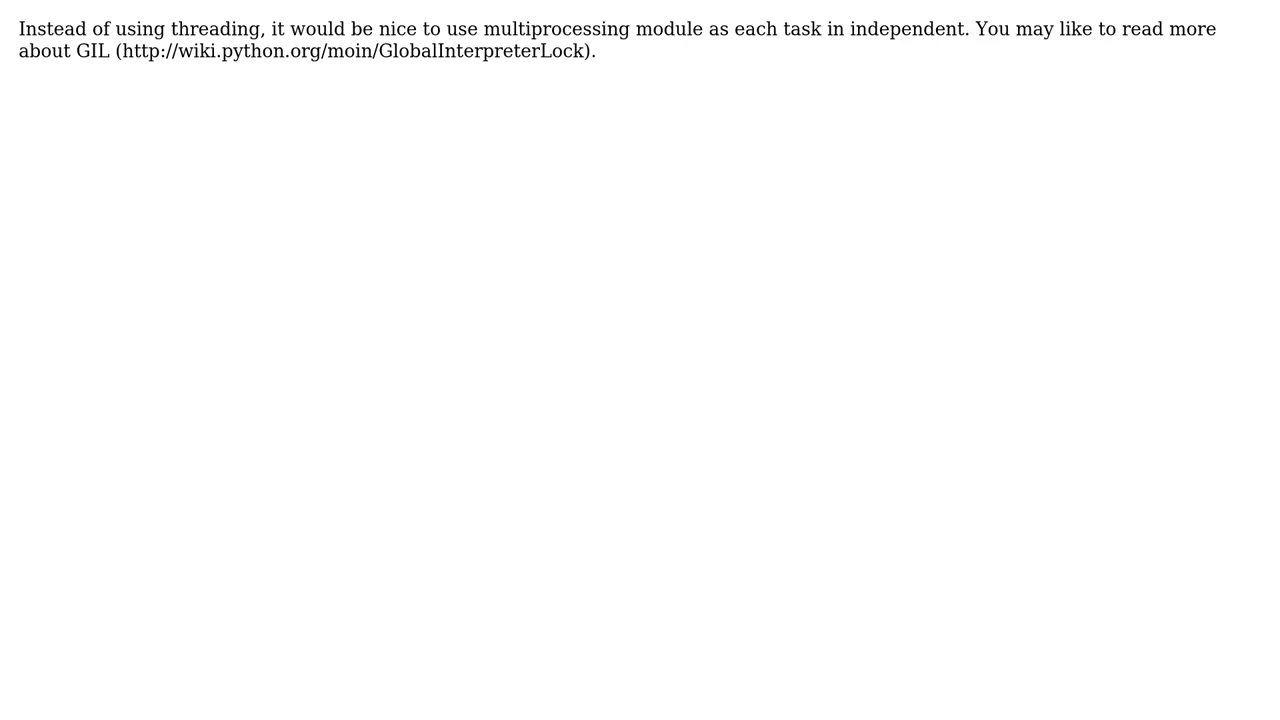 Instead of using threading, it would be nice to use multiprocessing module as each task in independent. You may like to read more
about GIL (http://wiki.python.org/moin/GlobalInterpreterLock).